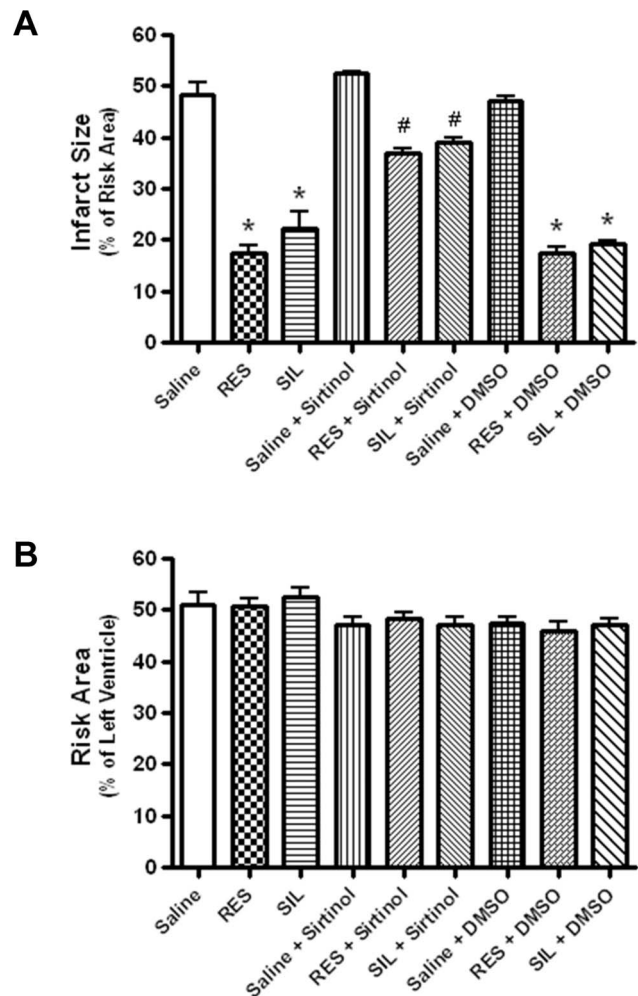 A
Infarct Size
(% of Risk Area)
60
50
40
30
20
10
0
*
*
#
#
*
*
Saline
RES
SIL
Saline + Sirtinol
RES + Sirtinol
SIL + Sirtinol
Saline + DMSO
RES + DMSO
SIL + DMSO
B
Risk Area
(% of Left Ventricle)
60
50
40
30
20
10
0
Saline
RES
SIL
Saline + Sirtinol
RES + Sirtinol
SIL + Sirtinol
Saline + DMSO
RES + DMSO
SIL + DMSO